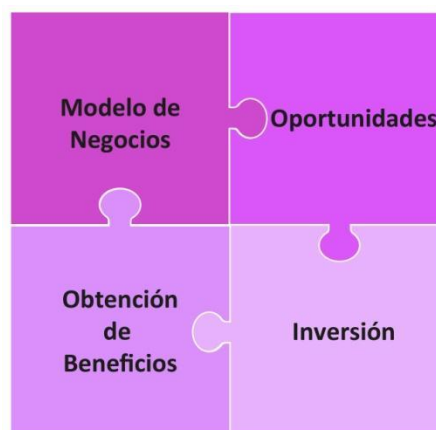 Modelo de
Negocios
Oportunidades
Obtención
de
Beneficios
Inversión